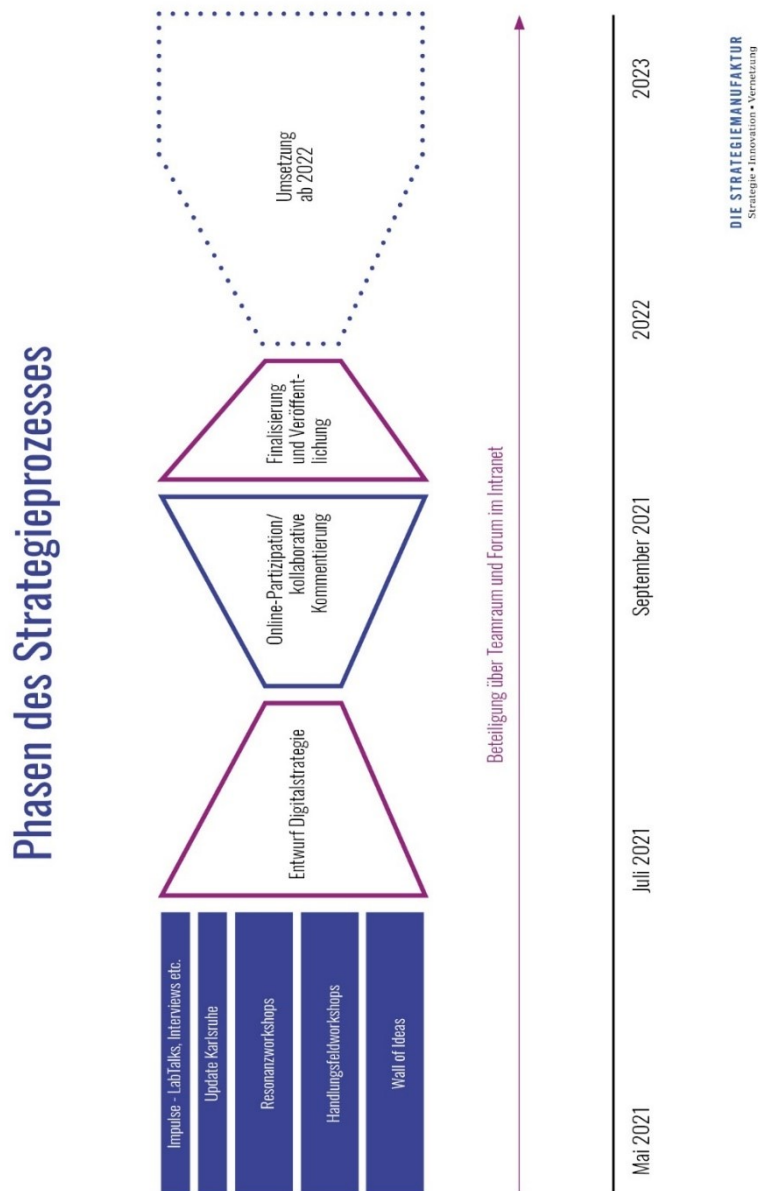 Phasen des Strategieprozesses
Impulse - LabTalks, Interviews etc.
Update Karlsruhe
Resonanzworkshops
Handlungsfeldworkshops
Wall of Ideas
Entwurf Digitalstrategie
Online-Partizipation/
kollaborative
Kommentierung
Finalisierung
und Veröffent-
lichung
Umsetzung
ab 2022
Beteiligung über Teamraum und Forum im Intranet
Mai 2021
Juli 2021
September 2021
2022
2023
DIE STRATEGIEMANUFAKTUR
Strategie • Innovation • Vernetzung